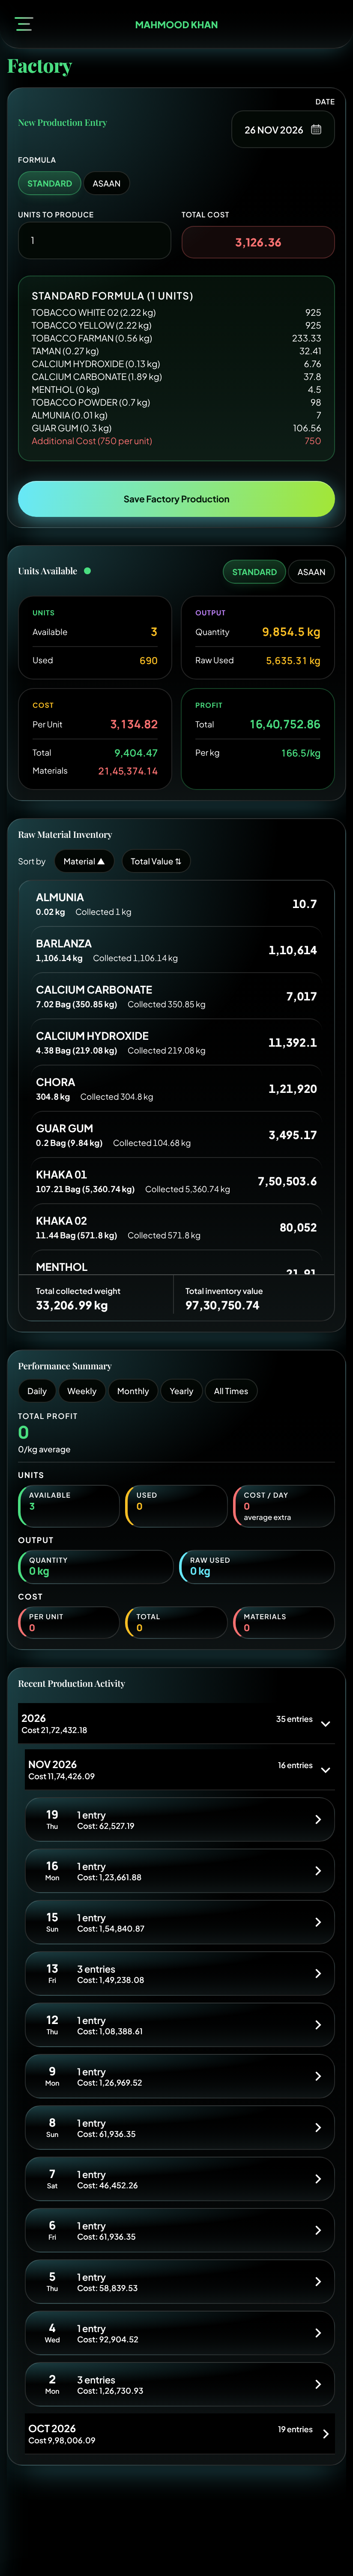 MAHMOOD KHAN
Factory
DATE
New Production Entry
26 NOV 2026
FORMULA
STANDARD ASAAN
UNITS TO PRODUCE TOTAL COST
1 3,126.36
STANDARD FORMULA (1 UNITS)
TOBACCO WHITE 02 (2.22 kg) 925
TOBACCO YELLOW (2.22 kg) 925
TOBACCO FARMAN (0.56 kg) 233.33
TAMAN (0.27 kg) 32.41
CALCIUM HYDROXIDE (0.13 kg) 6.76
CALCIUM CARBONATE (1.89 kg) 37.8
MENTHOL (0 kg) 4.5
TOBACCO POWDER (0.7 kg) 98
ALMUNIA (0.01 kg) 7
GUAR GUM (0.3 kg) 106.56
Additional Cost (750 per unit) 750
Save Factory Production
Units Available STANDARD ASAAN
UNITS
Available 3
Used 690
OUTPUT
Quantity 9,854.5 kg
Raw Used 5,635.31 kg
COST
Per Unit 3,134.82
Total 9,404.47
Materials 21,45,374.14
PROFIT
Total 16,40,752.86
Per kg 166.5/kg
Raw Material Inventory
Sort by Material ▲ Total Value ⇅
ALMUNIA
0.02 kg Collected 1 kg 10.7
BARLANZA
1,106.14 kg Collected 1,106.14 kg 1,10,614
CALCIUM CARBONATE
7.02 Bag (350.85 kg) Collected 350.85 kg 7,017
CALCIUM HYDROXIDE
4.38 Bag (219.08 kg) Collected 219.08 kg 11,392.1
CHORA
304.8 kg Collected 304.8 kg 1,21,920
GUAR GUM
0.2 Bag (9.84 kg) Collected 104.68 kg 3,495.17
KHAKA 01
107.21 Bag (5,360.74 kg) Collected 5,360.74 kg 7,50,503.6
KHAKA 02
11.44 Bag (571.8 kg) Collected 571.8 kg 80,052
MENTHOL 21.91
Total collected weight Total inventory value
33,206.99 kg 97,30,750.74
Performance Summary
Daily Weekly Monthly Yearly All Times
TOTAL PROFIT
0
0/kg average
UNITS
AVAILABLE USED COST / DAY
3 0 0
average extra
OUTPUT
QUANTITY RAW USED
0 kg 0 kg
COST
PER UNIT TOTAL MATERIALS
0 0 0
Recent Production Activity
2026 35 entries
Cost 21,72,432.18
NOV 2026 16 entries
Cost 11,74,426.09
19 1 entry
Thu Cost: 62,527.19
16 1 entry
Mon Cost: 1,23,661.88
15 1 entry
Sun Cost: 1,54,840.87
13 3 entries
Fri Cost: 1,49,238.08
12 1 entry
Thu Cost: 1,08,388.61
9 1 entry
Mon Cost: 1,26,969.52
8 1 entry
Sun Cost: 61,936.35
7 1 entry
Sat Cost: 46,452.26
6 1 entry
Fri Cost: 61,936.35
5 1 entry
Thu Cost: 58,839.53
4 1 entry
Wed Cost: 92,904.52
2 3 entries
Mon Cost: 1,26,730.93
OCT 2026 19 entries
Cost 9,98,006.09